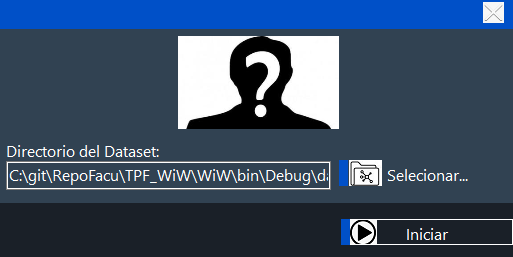 ?
Directorio del Dataset:
C:\git\RepoFacu\TPF_WiW\WiW\bin\Debug\da
Selecionar...
Iniciar